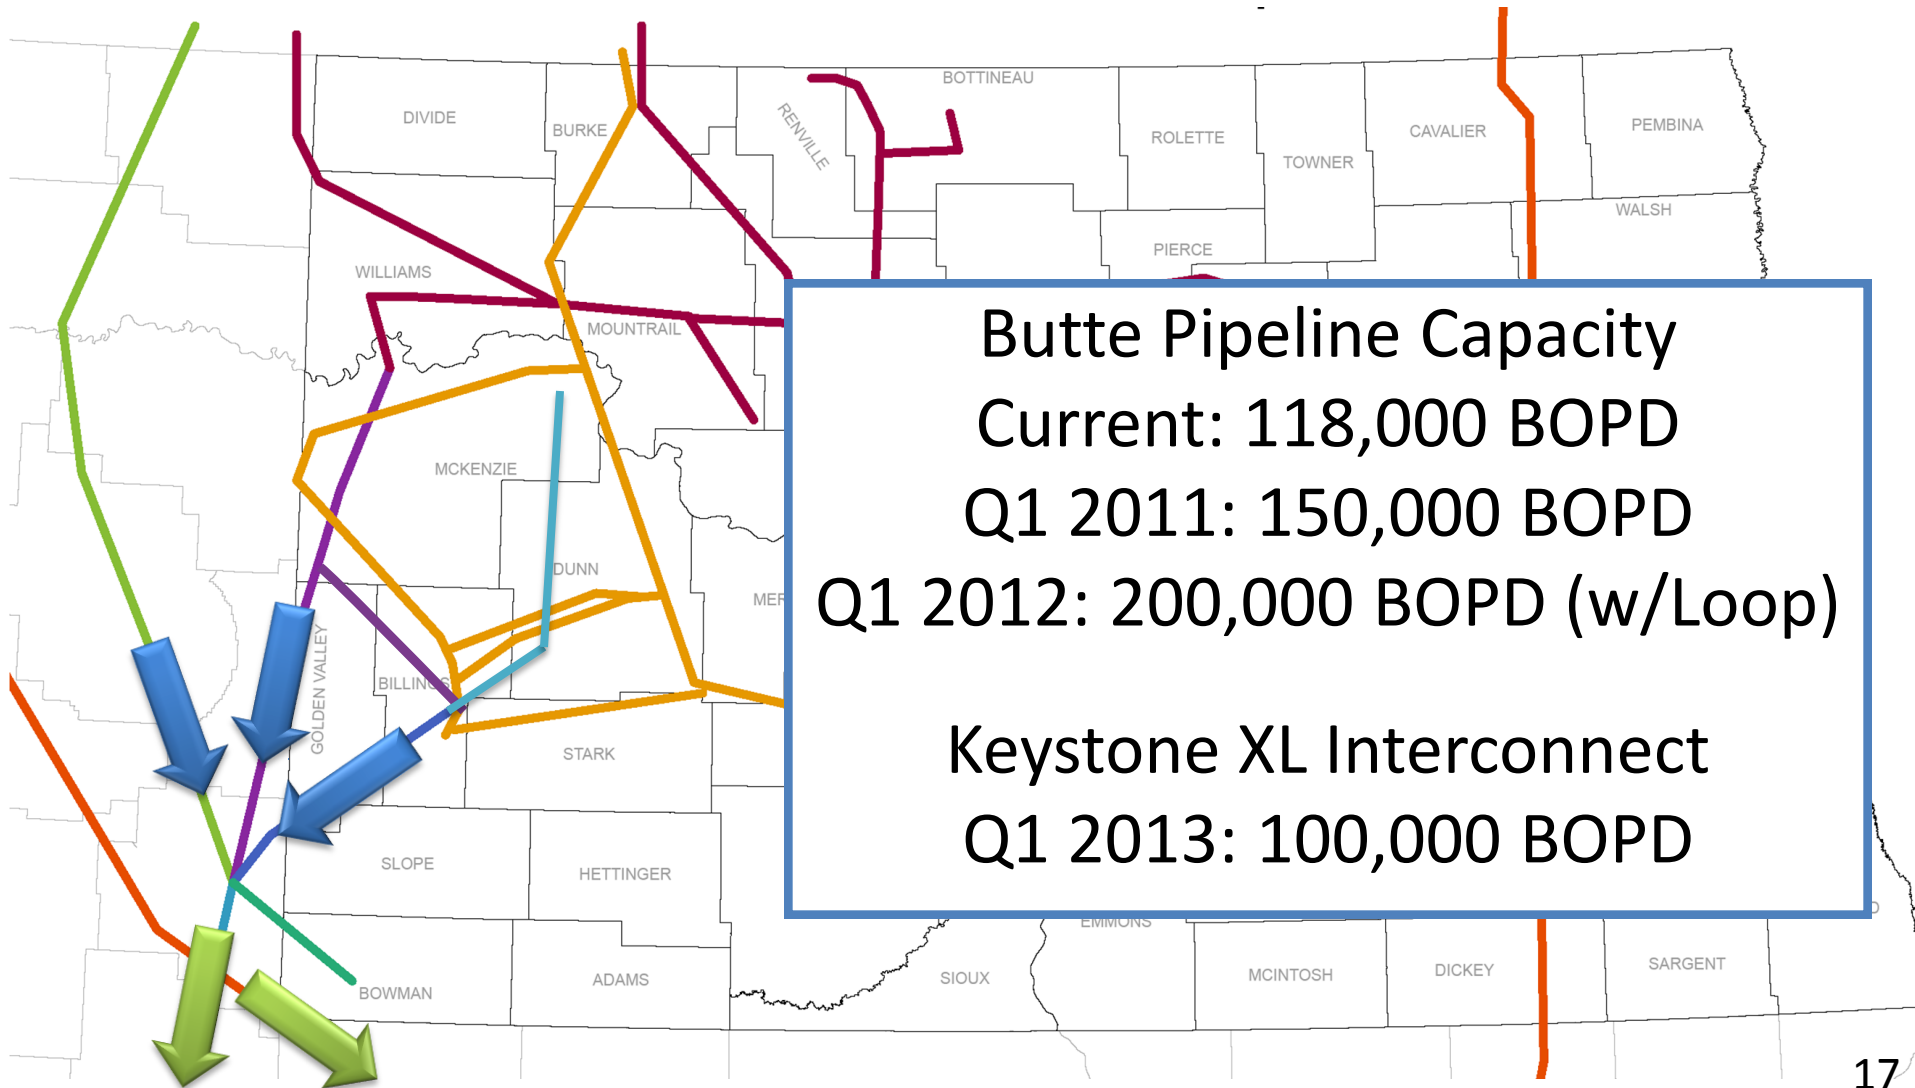 BOTTINEAU
DIVIDE
BURKE
RENVILLE
ROLETTE
TOWNER
CAVALIER
PEMBINA
WALSH
PIERCE
WILLIAMS
MOUNTRAIL
MCKENZIE
DUNN
GOLDEN VALLEY
STARK
SLOPE
HETTINGER
BOWMAN
ADAMS
SIOUX
EMMONS
MCINTOSH
DICKEY
SARGENT
Butte Pipeline Capacity
Current: 118,000 BOPD
Q1 2011: 150,000 BOPD
Q1 2012: 200,000 BOPD (w/Loop)
Keystone XL Interconnect
Q1 2013: 100,000 BOPD
17